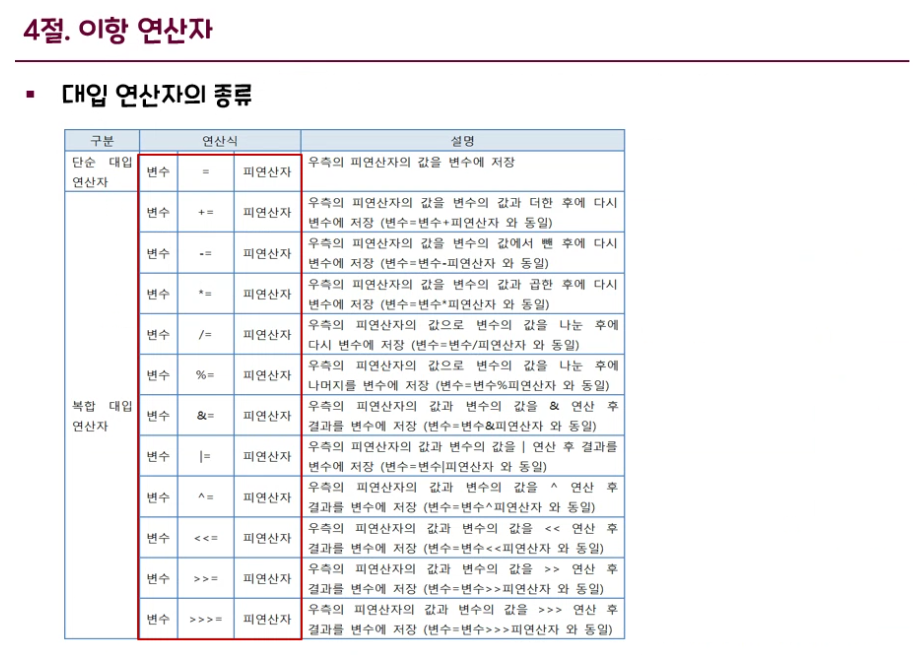 4절. 이항 연산자
▪ 대입 연산자의 종류
구분 연산식 설명
단순 대입
연산자
변수 = 피연산자
우측의 피연산자의 값을 변수에 저장
복합 대입
연산자
변수 += 피연산자
우측의 피연산자의 값을 변수의 값과 더한 후에 다시
변수에 저장 (변수=변수+피연산자 와 동일)
변수 -= 피연산자
우측의 피연산자의 값을 변수의 값에서 뺀 후에 다시
변수에 저장 (변수=변수-피연산자 와 동일)
변수 *= 피연산자
우측의 피연산자의 값을 변수의 값과 곱한 후에 다시
변수에 저장 (변수=변수*피연산자 와 동일)
변수 /= 피연산자
우측의 피연산자의 값으로 변수의 값을 나눈 후에
다시 변수에 저장 (변수=변수/피연산자 와 동일)
변수 %= 피연산자
우측의 피연산자의 값으로 변수의 값을 나눈 후에
나머지를 변수에 저장 (변수=변수%피연산자 와 동일)
변수 &= 피연산자
우측의 피연산자의 값과 변수의 값을 & 연산 후
결과를 변수에 저장 (변수=변수&피연산자 와 동일)
변수 |= 피연산자
우측의 피연산자의 값과 변수의 값을 | 연산 후 결과를
변수에 저장 (변수=변수|피연산자 와 동일)
변수 ^= 피연산자
우측의 피연산자의 값과 변수의 값을 ^ 연산 후
결과를 변수에 저장 (변수=변수^피연산자 와 동일)
변수 <<= 피연산자
우측의 피연산자의 값과 변수의 값을 << 연산 후
결과를 변수에 저장 (변수=변수<<피연산자 와 동일)
변수 >>= 피연산자
우측의 피연산자의 값과 변수의 값을 >> 연산 후
결과를 변수에 저장 (변수=변수>>피연산자 와 동일)
변수 >>>= 피연산자
우측의 피연산자의 값과 변수의 값을 >>> 연산 후
결과를 변수에 저장 (변수=변수>>>피연산자 와 동일)